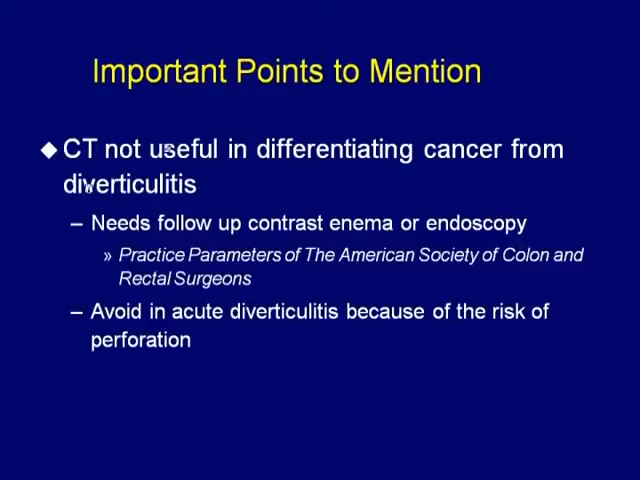 Important Points to Mention
◆ CT not useful in differentiating cancer from
diverticulitis
– Needs follow up contrast enema or endoscopy
» Practice Parameters of The American Society of Colon and
Rectal Surgeons
– Avoid in acute diverticulitis because of the risk of
perforation